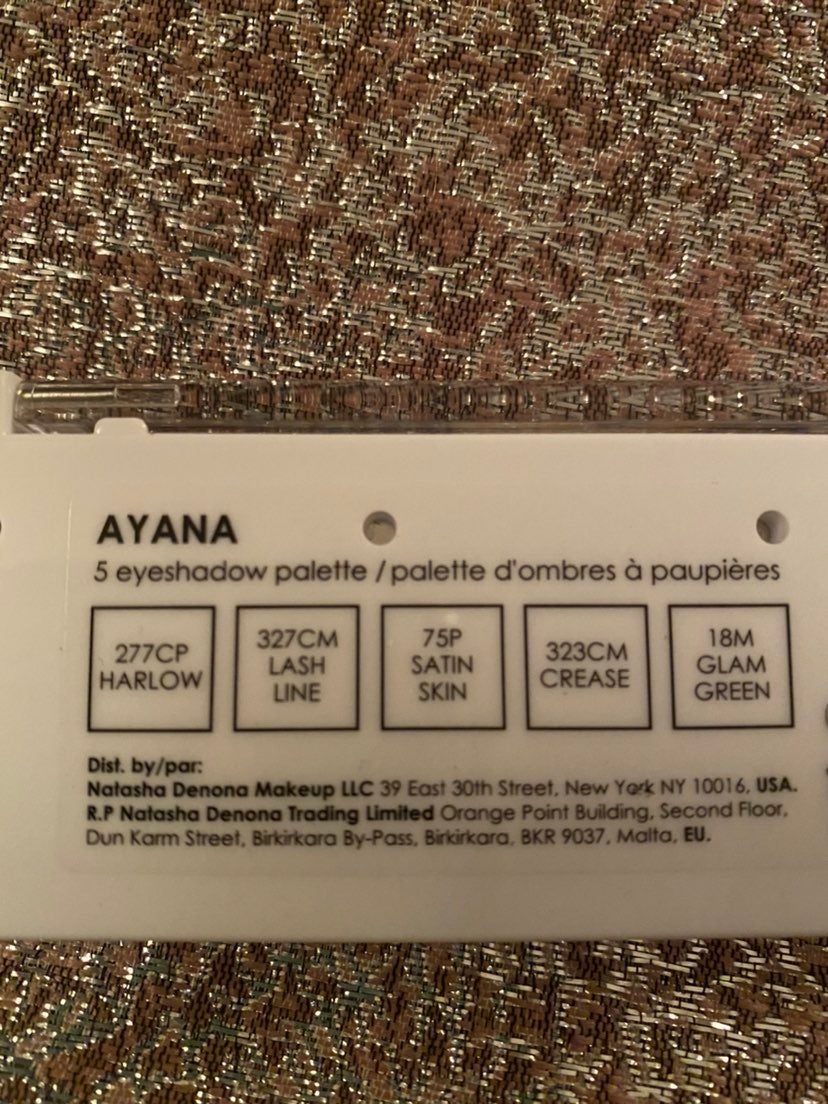 AYANA
5 eyeshadow palette / palette d'ombres à paupières
277CP
HARLOW
327CM
LASH
LINE
75P
SATIN
SKIN
323CM
CREASE
18M
GLAM
GREEN
Dist. by/par:
Natasha Denona Makeup LLC 39 East 30th Street, New York NY 10016, USA.
R.P Natasha Denona Trading Limited Orange Point Building, Second Floor,
Dun Karm Street, Birkirkara By-Pass, Birkirkara, BKR 9037, Malta, EU.